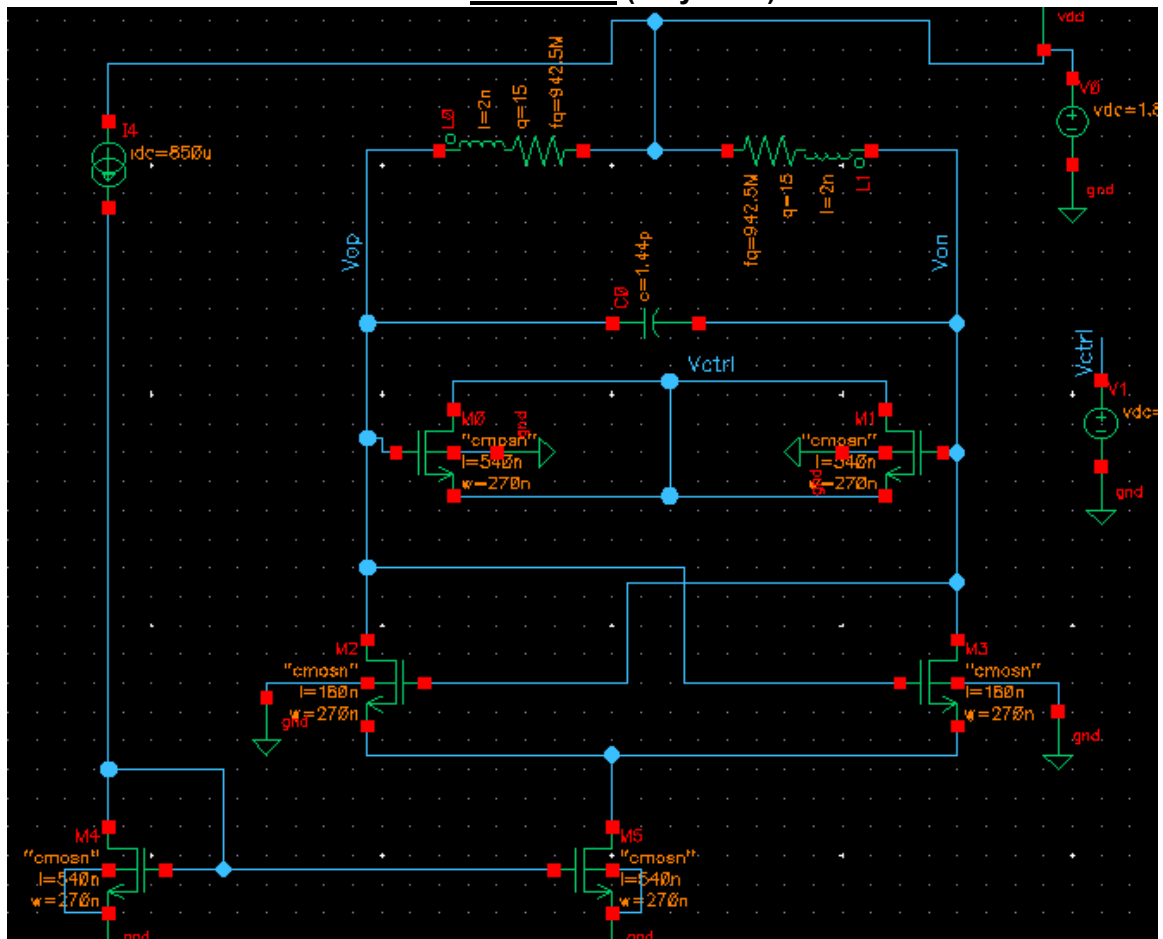 vdd
V0
vdc=1.8
gnd
I4
idc=850u
L0
l=2n
q=15
fq=942.5M
fq=942.5M
q=15
l=2n
L1
Vop
Von
C0
c=1.44p
Vctrl
Vctrl
V1
vdc=
gnd
M0
"cmosn"
l=540n
w=270n
gnd
M1
"cmosn"
l=540n
w=270n
gnd
M2
"cmosn"
l=180n
w=270n
gnd
M3
"cmosn"
l=180n
w=270n
gnd
M4
"cmosn"
l=540n
w=270n
gnd
M5
"cmosn"
l=540n
w=270n
gnd